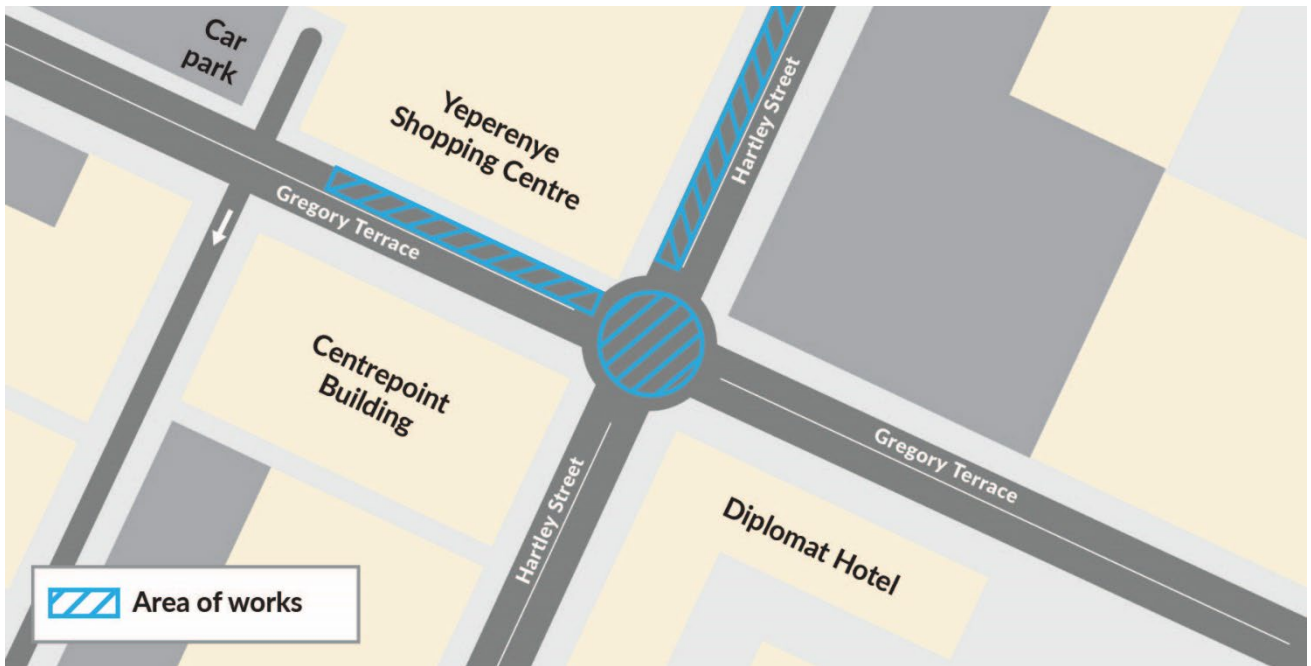 Car
park
Yeperenye
Shopping Centre
Hartley Street
Gregory Terrace
Centrepoint
Building
Gregory Terrace
Hartley Street
Diplomat Hotel
Area of works